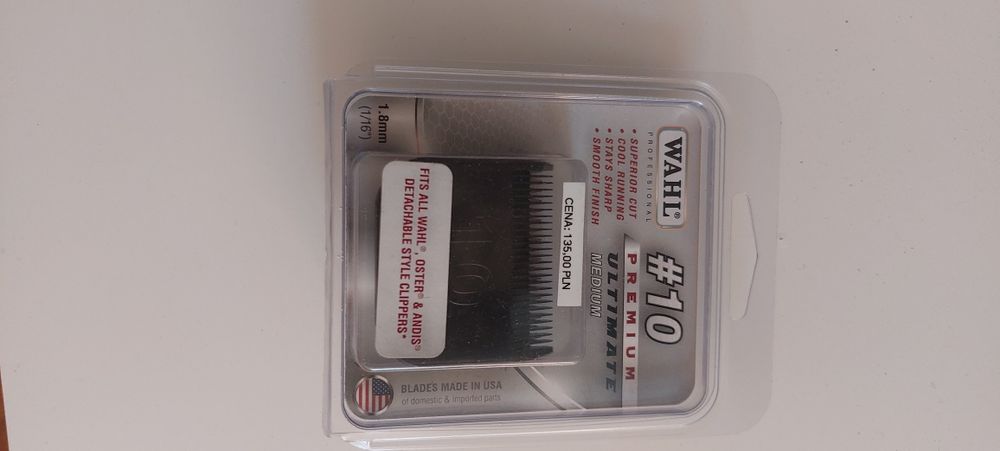 WAHL®
PROFESSIONAL
• SUPERIOR CUT
• COOL RUNNING
• STAYS SHARP
• SMOOTH FINISH
#10
PREMIUM
ULTIMATE
MEDIUM
CENA: 135,00 PLN
10
FITS ALL WAHL®, OSTER® & ANDIS®
DETACHABLE STYLE CLIPPERS*
1.8mm
(1/16")
BLADES MADE IN USA
of domestic & imported parts